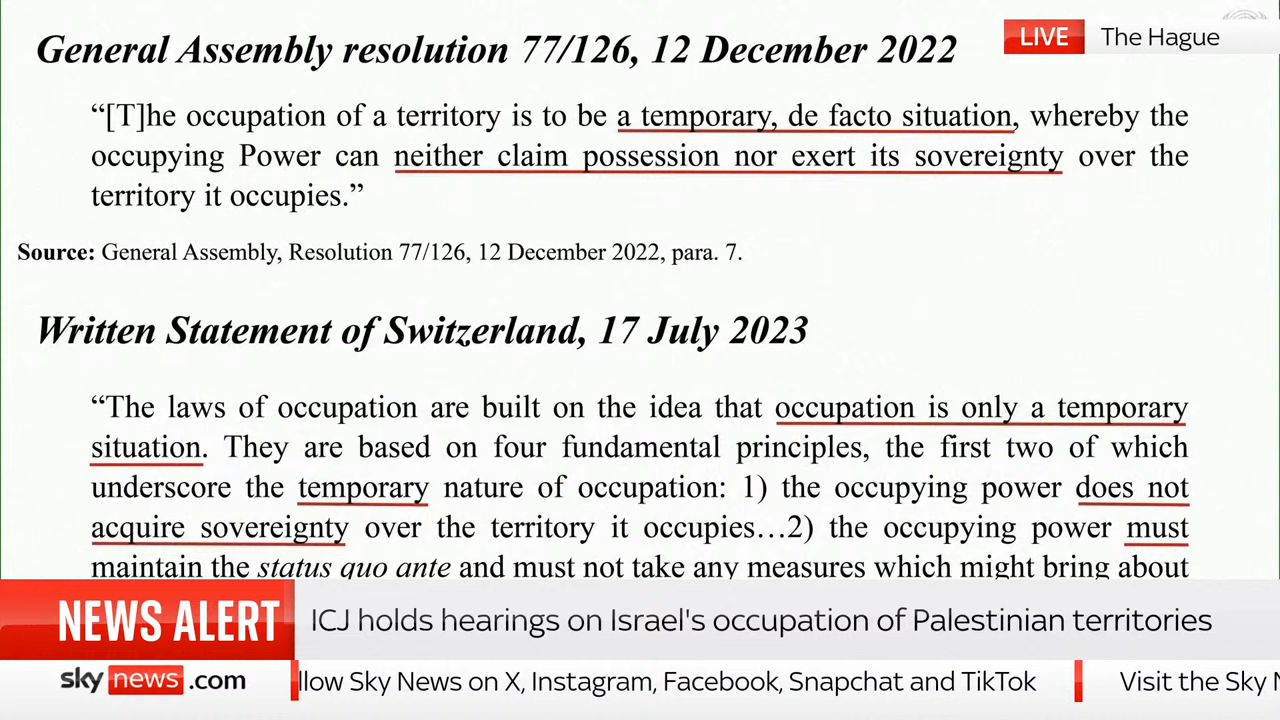 General Assembly resolution 77/126, 12 December 2022
LIVE The Hague
“[T]he occupation of a territory is to be a temporary, de facto situation, whereby the
occupying Power can neither claim possession nor exert its sovereignty over the
territory it occupies.”
Source: General Assembly, Resolution 77/126, 12 December 2022, para. 7.
Written Statement of Switzerland, 17 July 2023
“The laws of occupation are built on the idea that occupation is only a temporary
situation. They are based on four fundamental principles, the first two of which
underscore the temporary nature of occupation: 1) the occupying power does not
acquire sovereignty over the territory it occupies…2) the occupying power must
maintain the status quo ante and must not take any measures which might bring about
NEWS ALERT ICJ holds hearings on Israel's occupation of Palestinian territories
sky news.com llow Sky News on X, Instagram, Facebook, Snapchat and TikTok Visit the Sky